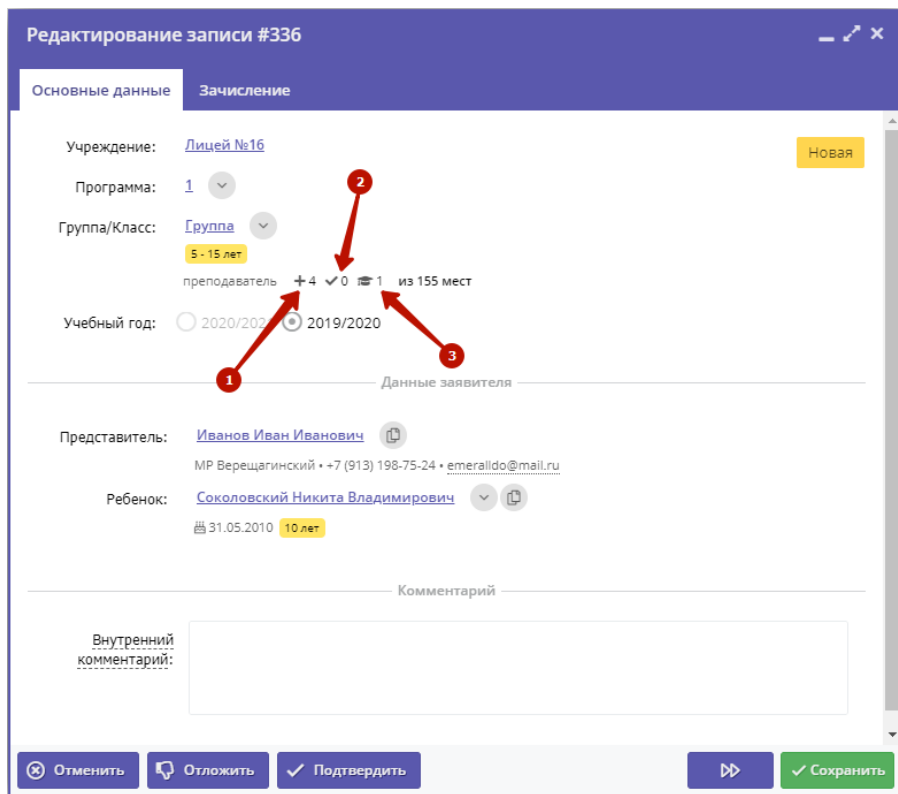 Редактирование записи #336
Основные данные Зачисление
Учреждение: Лицей №16 Новая
Программа: 1
2
Группа/Класс: Группа
5 - 15 лет
преподаватель +4 0 1 из 155 мест
Учебный год: 2020/202 2019/2020
3
1
Данные заявителя
Представитель: Иванов Иван Иванович
МР Верещагинский • +7 (913) 198-75-24 • emeralldo@mail.ru
Ребенок: Соколовский Никита Владимирович
31.05.2010 10 лет
Комментарий
Внутренний
комментарий:
Отменить Отложить Подтвердить Сохранить